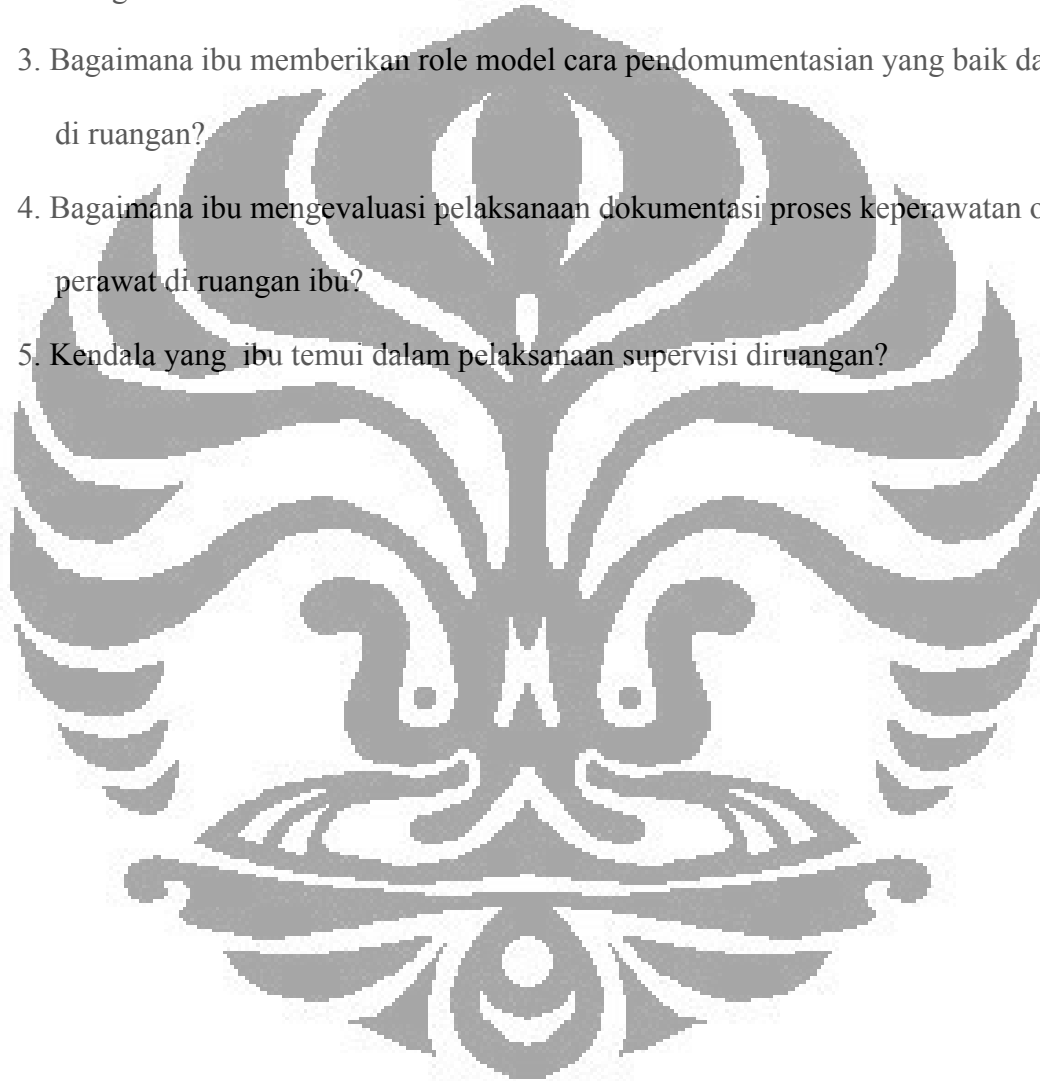 3. Bagaimana ibu memberikan role model cara pendomumentasian yang baik
di ruangan?
4. Bagaimana ibu mengevaluasi pelaksanaan dokumentasi proses keperawatan
perawat di ruangan ibu?
5. Kendala yang ibu temui dalam pelaksanaan supervisi diruangan?